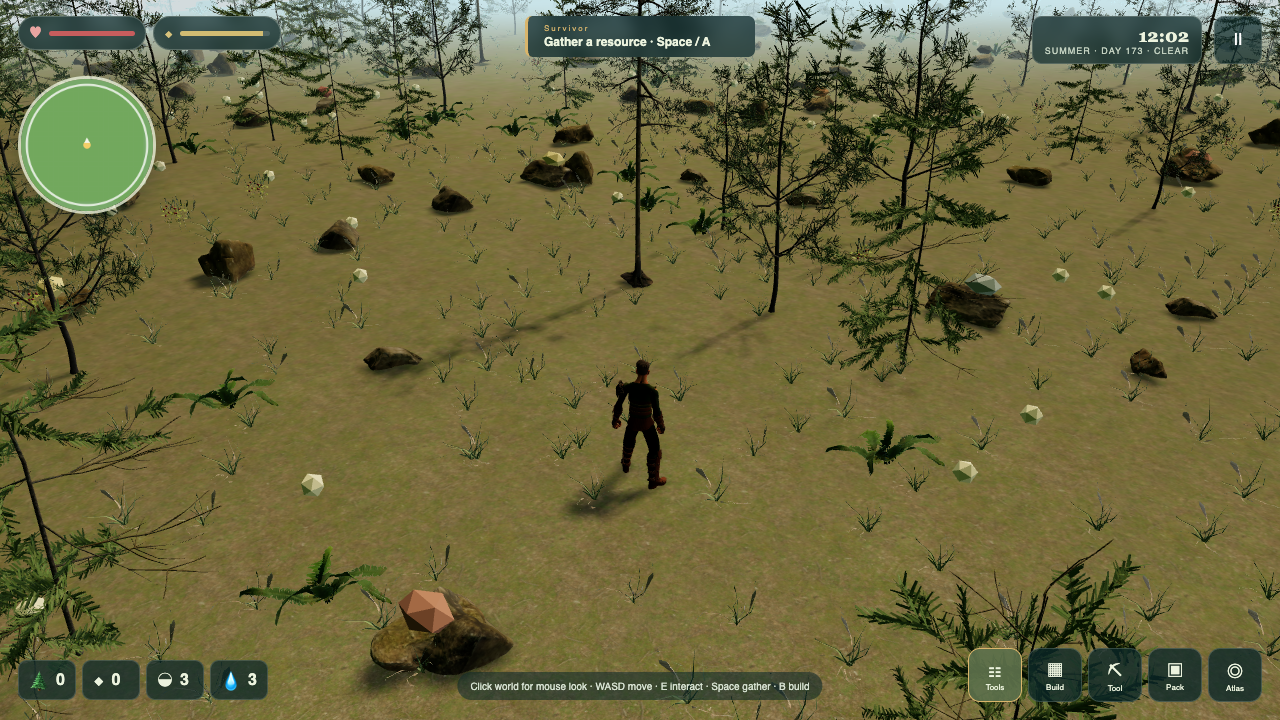 Survivor
Gather a resource · Space / A
12:02
SUMMER · DAY 173 · CLEAR
0
0
3
3
Click world for mouse look · WASD move · E interact · Space gather · B build
Tools
Build
Tool
Pack
Atlas